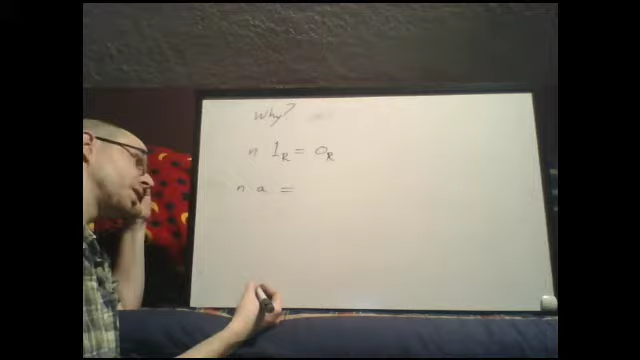 Why?
n 1_R = 0_R
n a =